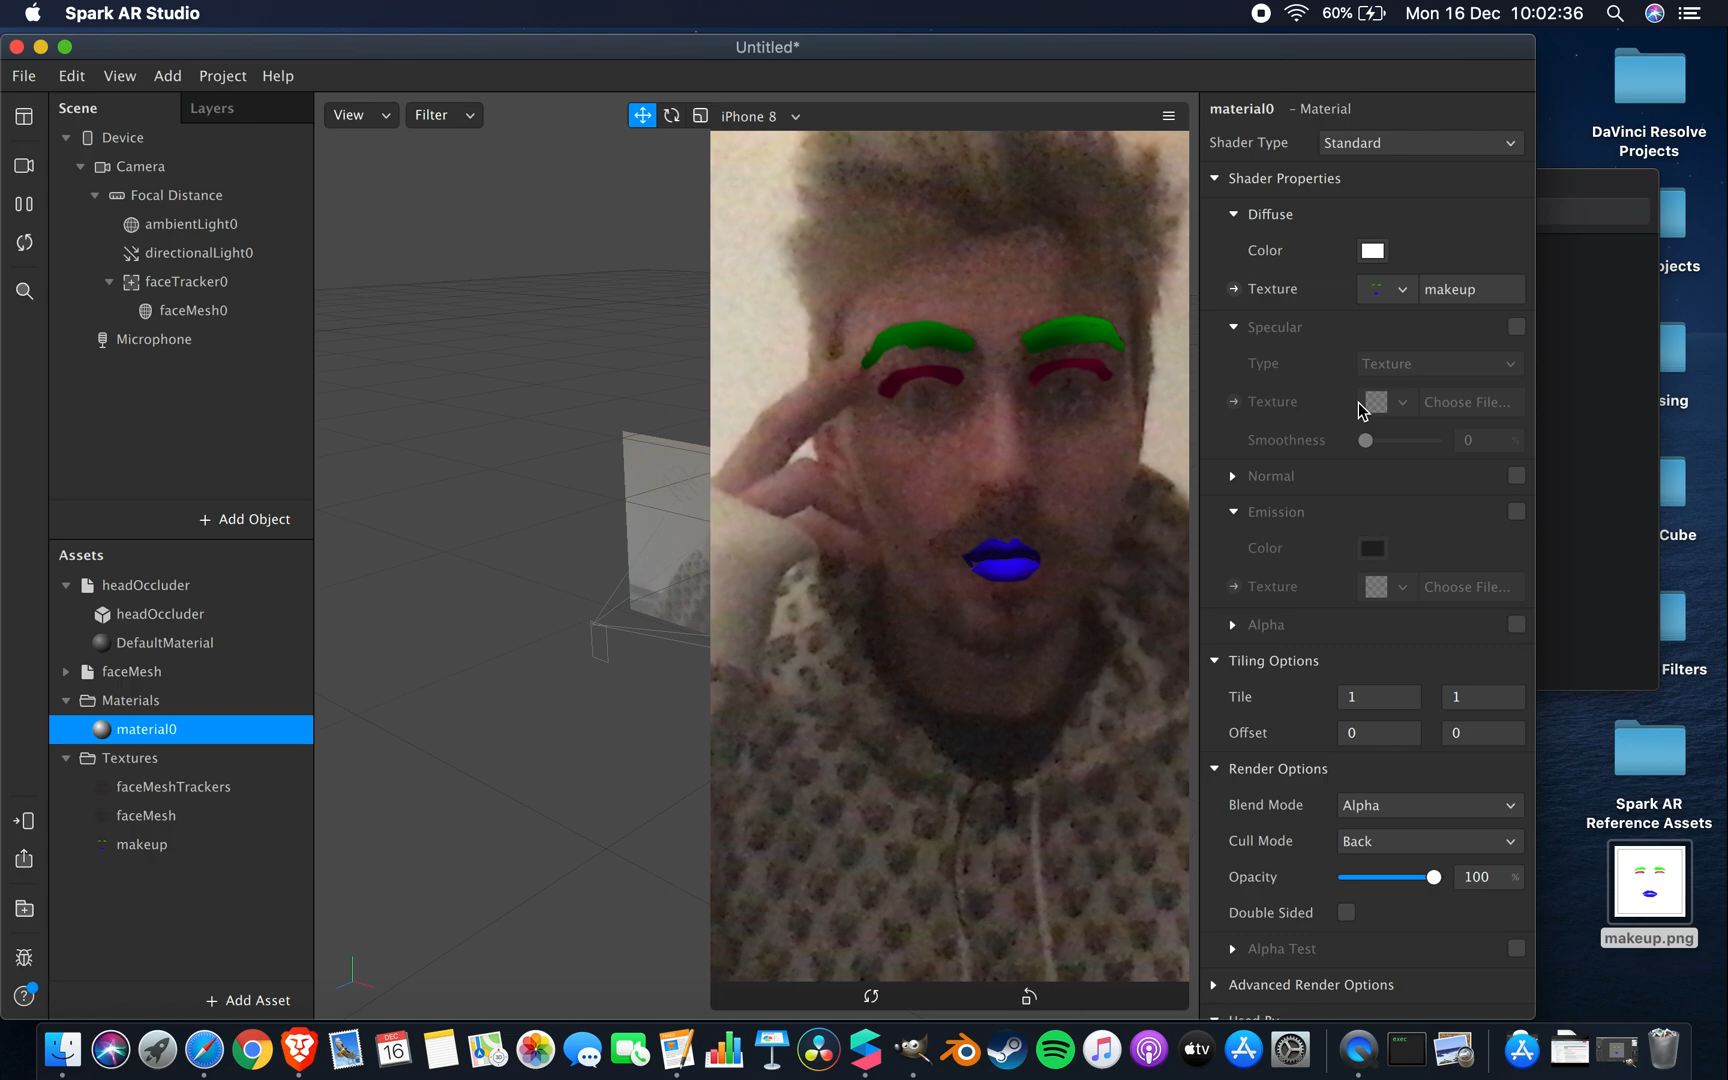 Spark AR Studio
60%
Mon 16 Dec 10:02:36
Untitled*
File Edit View Add Project Help
Scene
Layers
Device
Camera
Focal Distance
ambientLight0
directionalLight0
faceTracker0
faceMesh0
Microphone
+ Add Object
Assets
headOccluder
headOccluder
DefaultMaterial
faceMesh
Materials
material0
Textures
faceMeshTrackers
faceMesh
makeup
+ Add Asset
View
Filter
iPhone 8
material0 - Material
Shader Type Standard
Shader Properties
Diffuse
Color
Texture makeup
Specular
Type Texture
Texture Choose File...
Smoothness 0 %
Normal
Emission
Color
Texture Choose File...
Alpha
Tiling Options
Tile 1 1
Offset 0 0
Render Options
Blend Mode Alpha
Cull Mode Back
Opacity 100 %
Double Sided
Alpha Test
Advanced Render Options
Used By
DaVinci Resolve
Projects
ojects
sing
Cube
Filters
Spark AR
Reference Assets
makeup.png
DEC
16
tv
exec